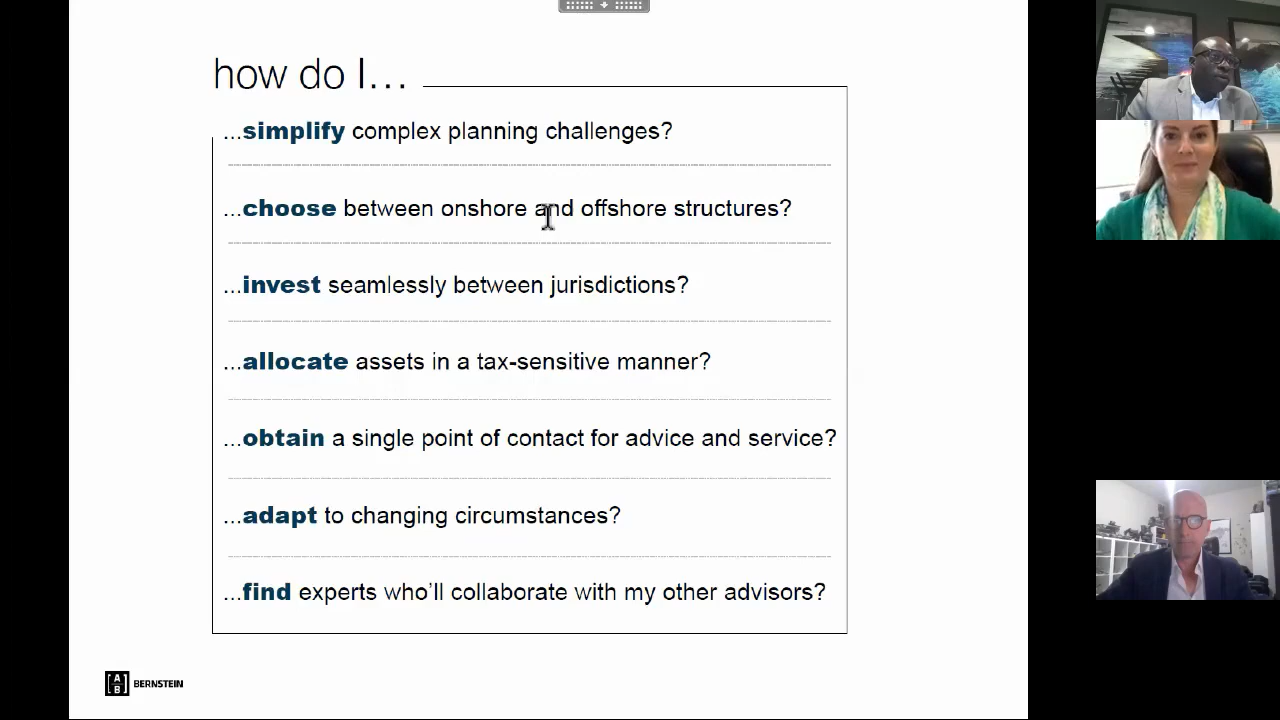 how do I...
...simplify complex planning challenges?
...choose between onshore and offshore structures?
...invest seamlessly between jurisdictions?
...allocate assets in a tax-sensitive manner?
...obtain a single point of contact for advice and service?
...adapt to changing circumstances?
...find experts who’ll collaborate with my other advisors?
[AB] BERNSTEIN